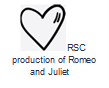 RSC
production of Romeo
and Juliet